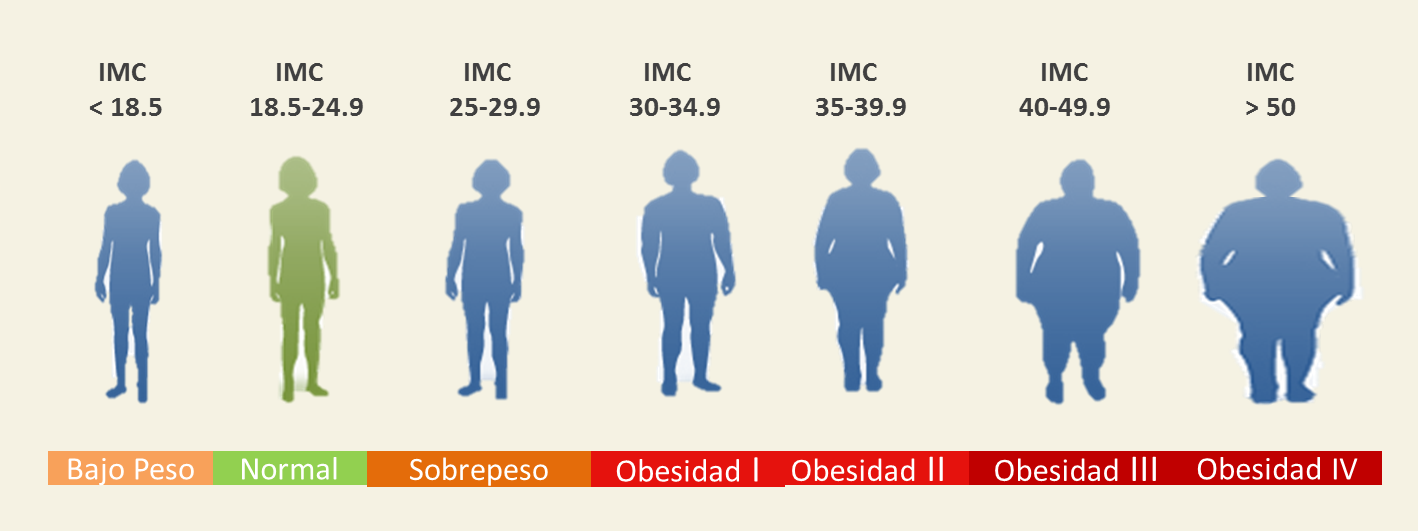 IMC
< 18.5
IMC
18.5-24.9
IMC
25-29.9
IMC
30-34.9
IMC
35-39.9
IMC
40-49.9
IMC
> 50
Bajo Peso
Normal
Sobrepeso
Obesidad I
Obesidad II
Obesidad III
Obesidad IV